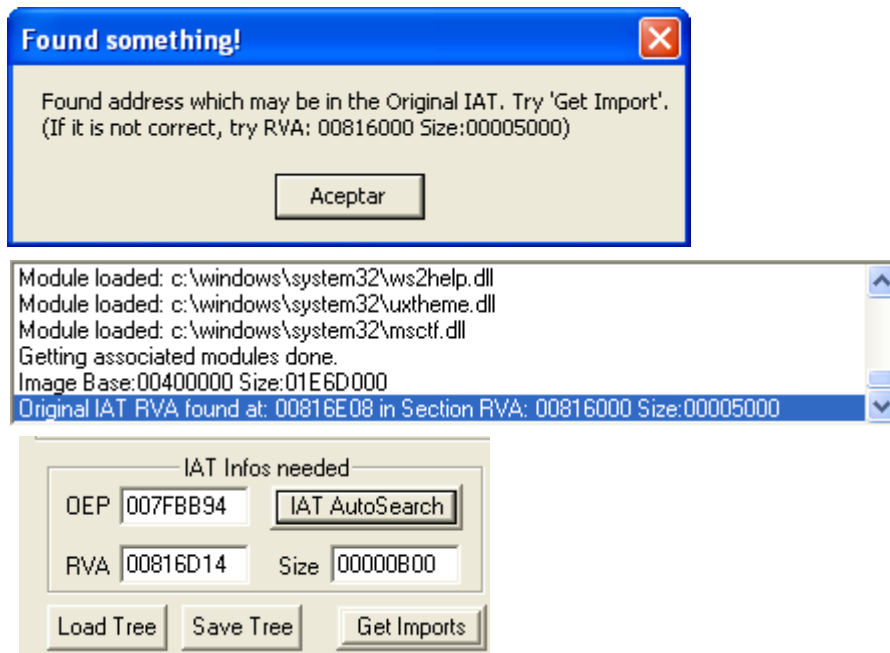 Found something!
Found address which may be in the Original IAT. Try 'Get Import'.
(If it is not correct, try RVA: 00816000 Size:00005000)
Aceptar
Module loaded: c:\windows\system32\ws2help.dll
Module loaded: c:\windows\system32\uxtheme.dll
Module loaded: c:\windows\system32\msctf.dll
Getting associated modules done.
Image Base:00400000 Size:01E6D000
Original IAT RVA found at: 00816E08 in Section RVA: 00816000 Size:00005000
IAT Infos needed
OEP 007FBB94 IAT AutoSearch
RVA 00816D14 Size 00000B00
Load Tree Save Tree Get Imports